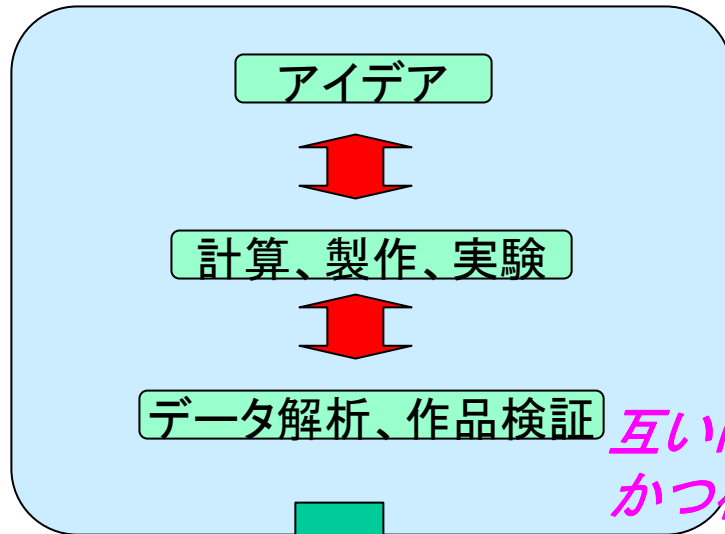 アイデア
計算、製作、実験
データ解析、作品検証
互い
かつ